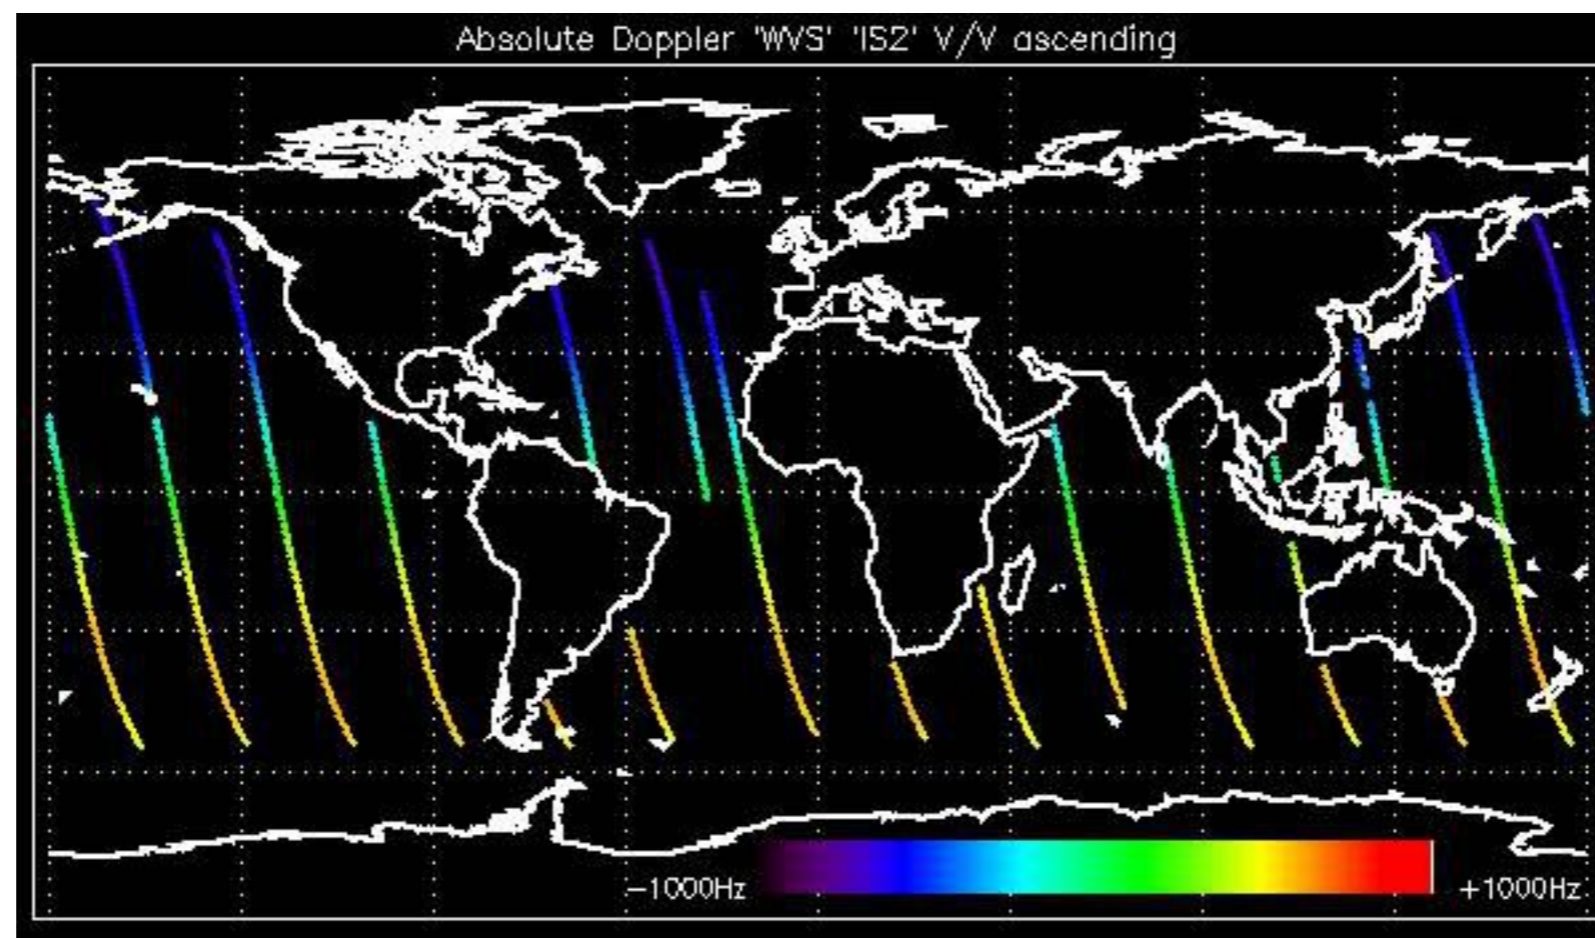 Absolute Doppler 'WVS' 'IS2' V/V ascending
−1000Hz +1000Hz